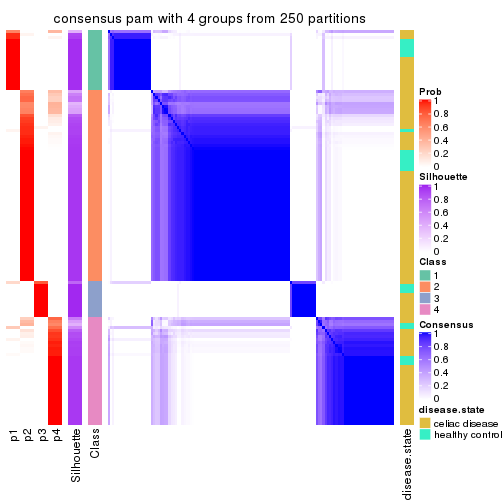 consensus pam with 4 groups from 250 partitions
Prob
1
0.8
0.6
0.4
0.2
0
Silhouette
1
0.8
0.6
0.4
0.2
0
Class
1
2
3
4
Consensus
1
0.8
0.6
0.4
0.2
0
disease.state
celiac disease
healthy control
p1
p2
p3
p4
Silhouette
Class
disease.state